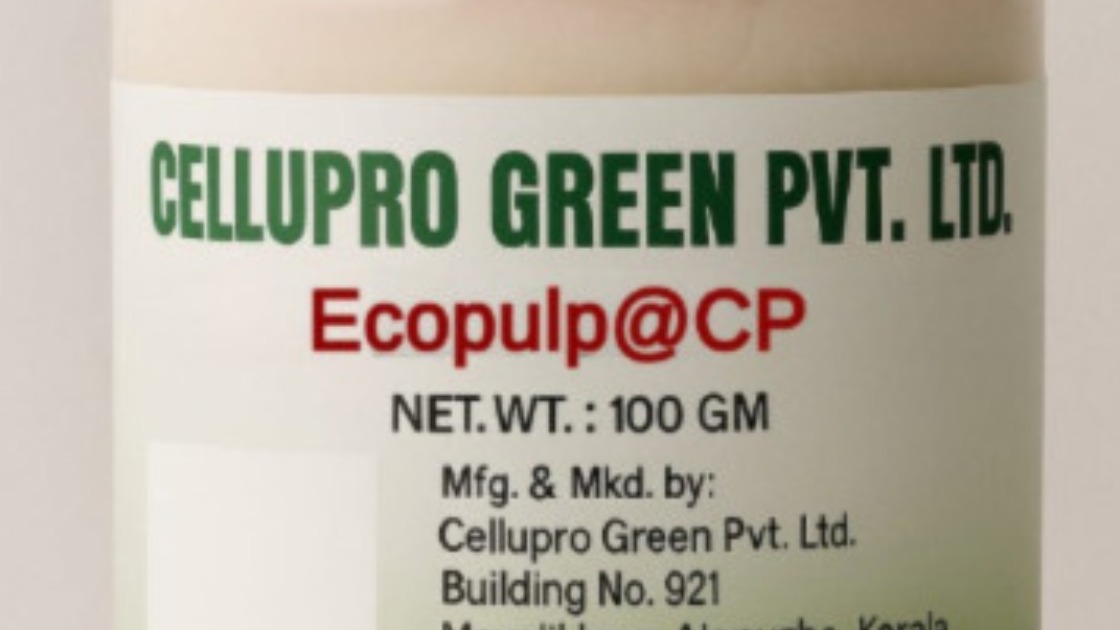 CELLUPRO GREEN PVT. LTD.
Ecopulp@CP
NET. WT. : 100 GM
Mfg. & Mkd. by:
Cellupro Green Pvt. Ltd.
Building No. 921
Kerala